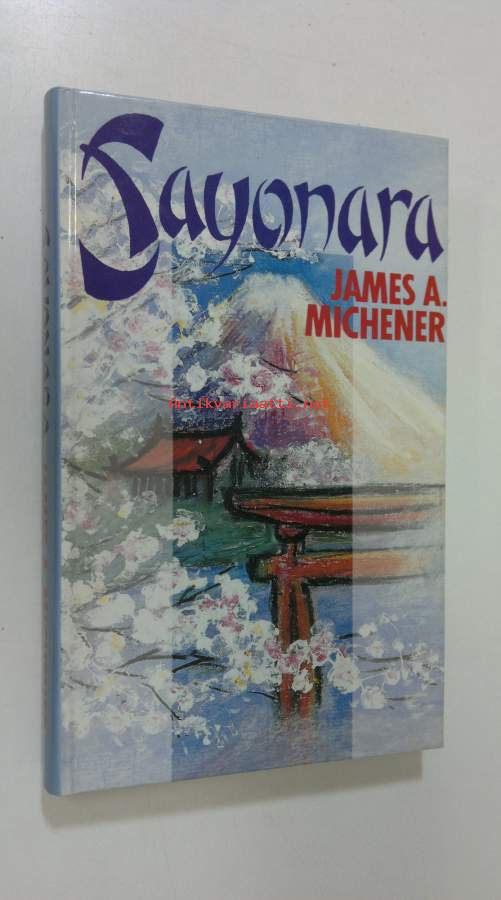 Sayonara
JAMES A.
MICHENER
Antikvariaatti.net